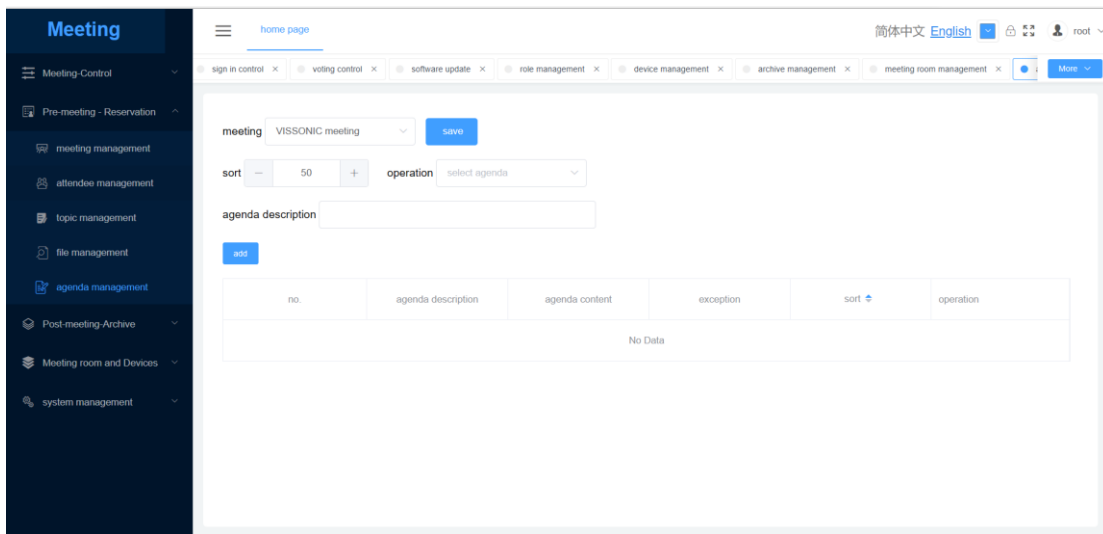 Meeting
home page
简体中文 English
root
Meeting-Control
sign in control
voting control
software update
role management
device management
archive management
meeting room management
More
Pre-meeting - Reservation
meeting management
attendee management
topic management
file management
agenda management
Post-meeting-Archive
Meeting room and Devices
system management
meeting VISSONIC meeting save
sort 50 operation select agenda
agenda description
add
no. agenda description agenda content exception sort operation
No Data